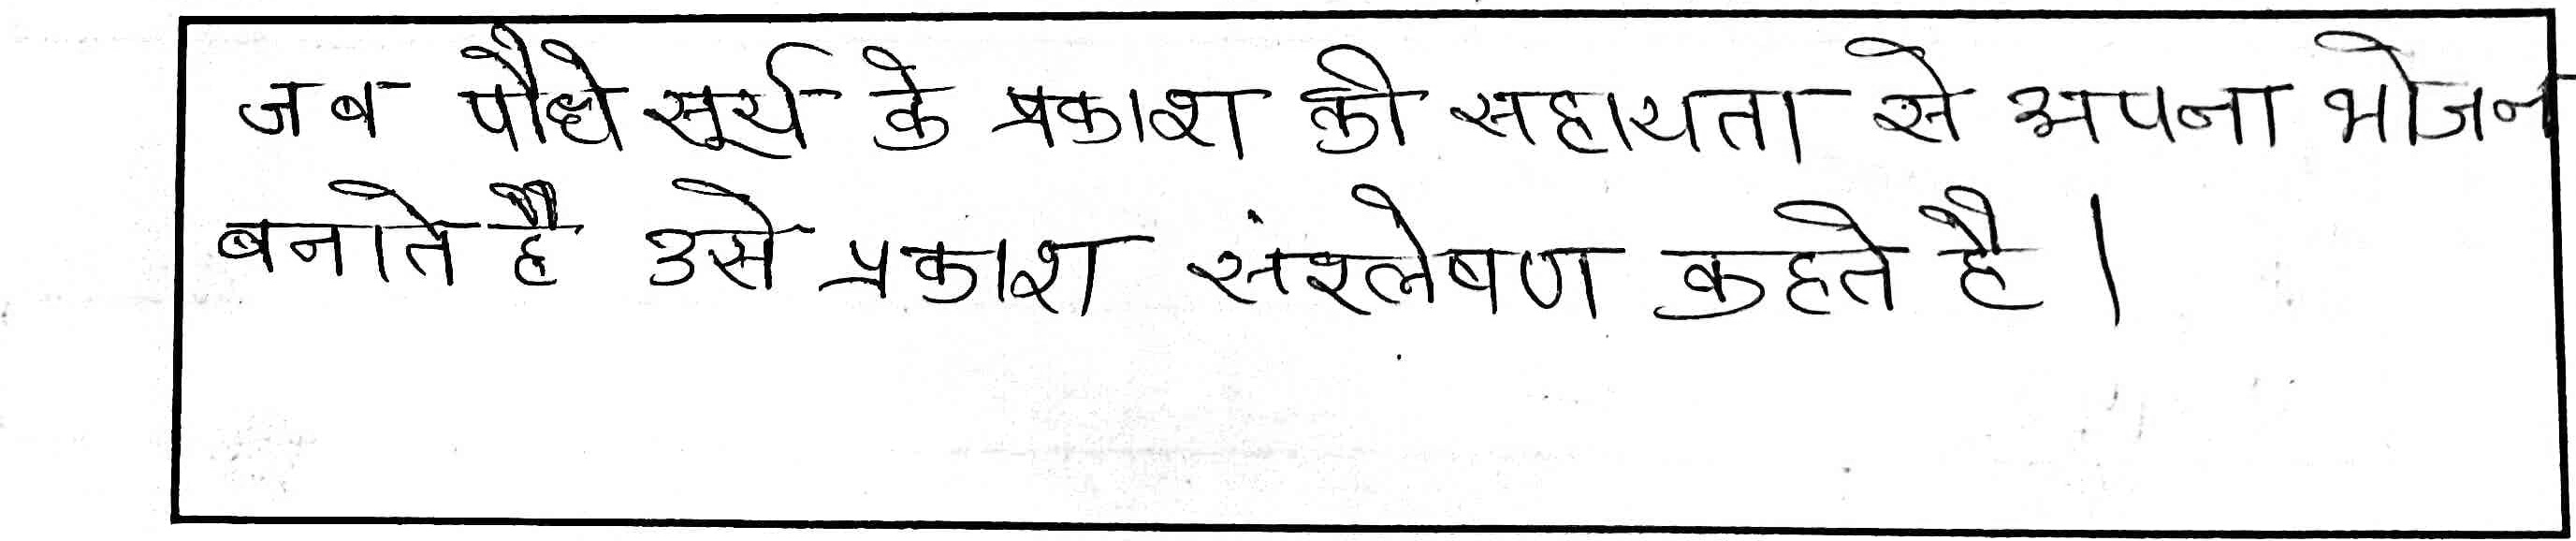 जब पौधे सूर्य के प्रकाश की सहायता से अपना भोजन
बनाते है उसे प्रकाश संश्लेषण कहते है।